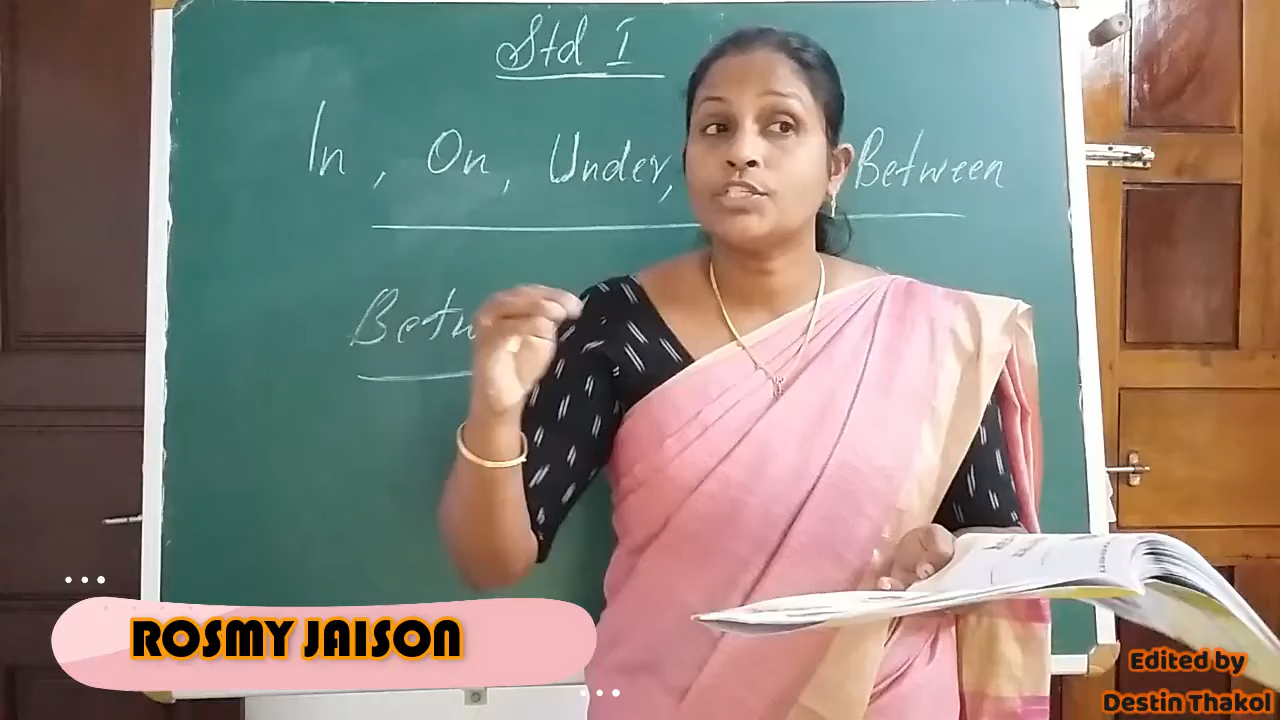 Std I
In, On, Under, Between
Betw
ROSMY JAISON
Edited by
Destin Thakol